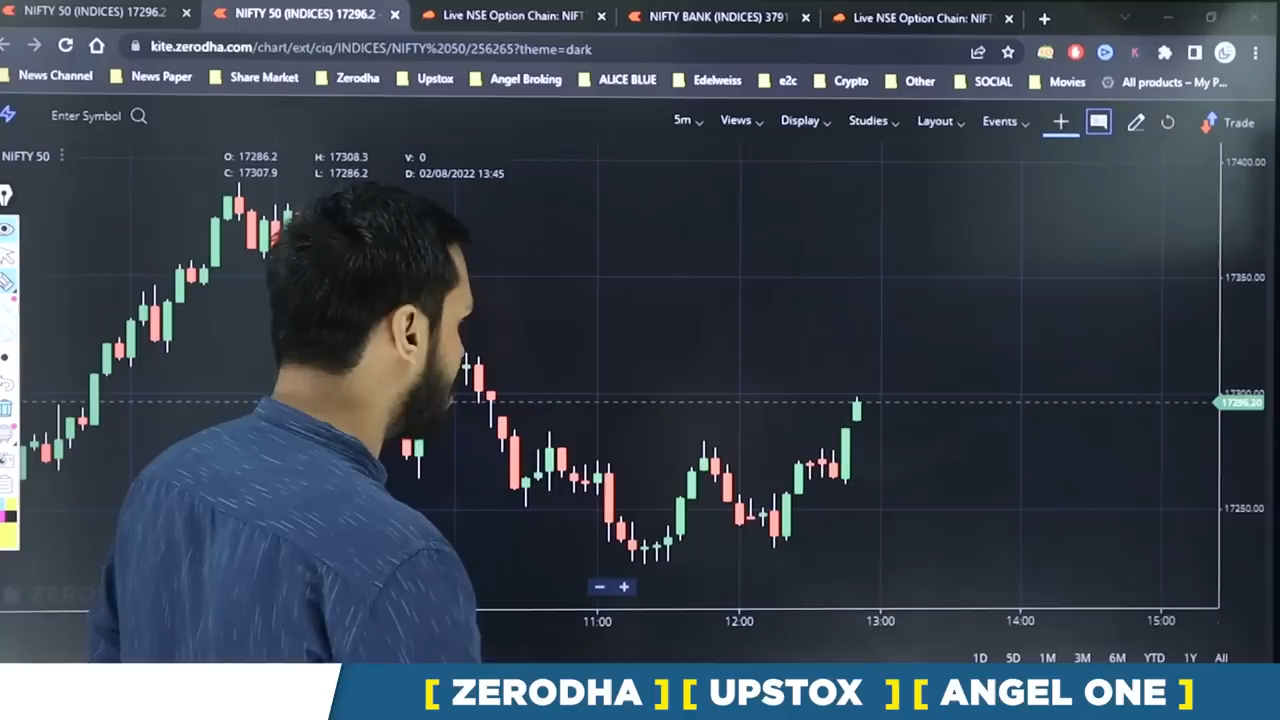 NIFTY 50 (INDICES) 17296.2
NIFTY 50 (INDICES) 17296.2
Live NSE Option Chain: NIFT
NIFTY BANK (INDICES) 3791
Live NSE Option Chain: NIFT
kite.zerodha.com/chart/ext/ciq/INDICES/NIFTY%2050/256265?theme=dark
News Channel
News Paper
Share Market
Zerodha
Upstox
Angel Broking
ALICE BLUE
Edelweiss
e2c
Crypto
Other
SOCIAL
Movies
All products – My P...
Enter Symbol
5m
Views
Display
Studies
Layout
Events
Trade
NIFTY 50
O: 17286.2 H: 17308.3 V: 0
C: 17307.9 L: 17286.2 D: 02/08/2022 13:45
17400.00
17350.00
17296.20
17250.00
ZERO
11:00 12:00 13:00 14:00 15:00
1D 5D 1M 3M 6M YTD 1Y All
[ ZERODHA ] [ UPSTOX ] [ ANGEL ONE ]